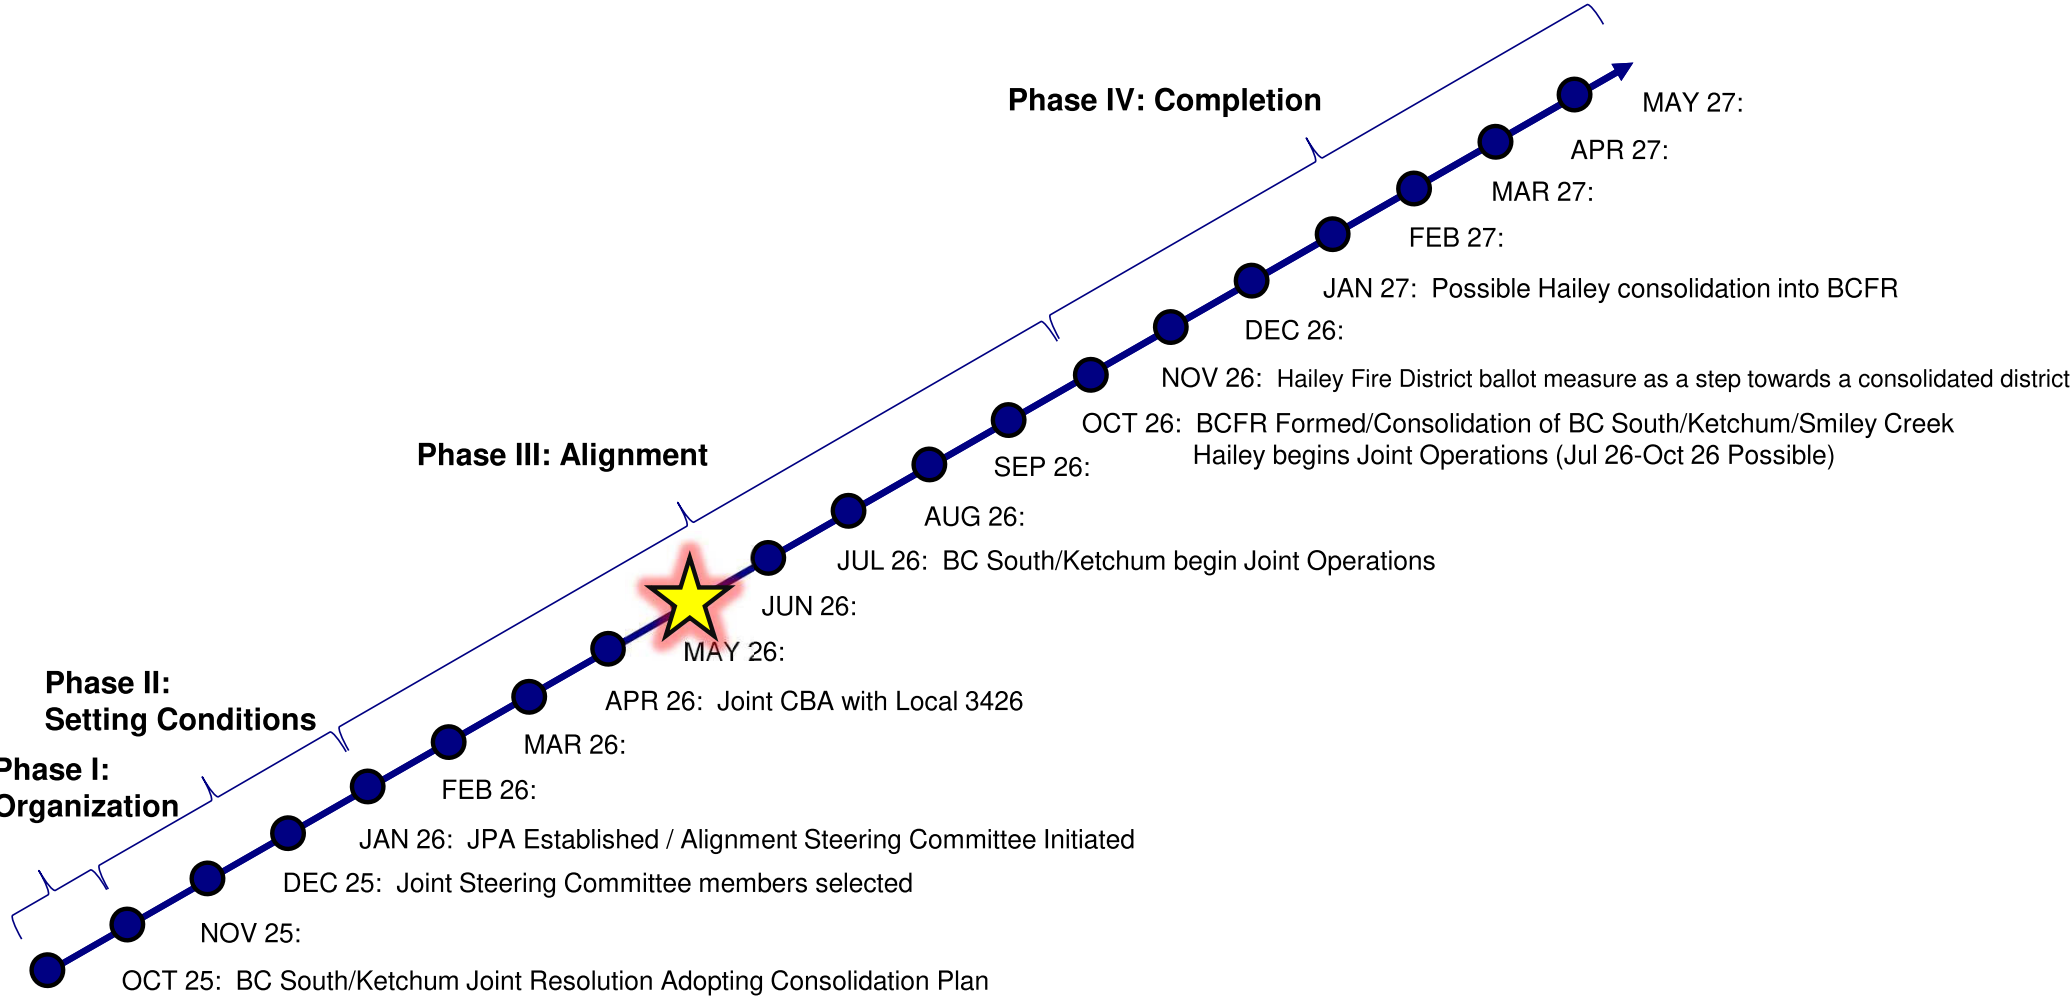 Phase IV: Completion
MAY 27:
APR 27:
MAR 27:
FEB 27:
JAN 27: Possible Hailey consolidation into BCFR
DEC 26:
NOV 26: Hailey Fire District ballot measure as a step towards a consolidated district
OCT 26: BCFR Formed/Consolidation of BC South/Ketchum/Smiley Creek
Hailey begins Joint Operations (Jul 26-Oct 26 Possible)
Phase III: Alignment
SEP 26:
AUG 26:
JUL 26: BC South/Ketchum begin Joint Operations
JUN 26:
MAY 26:
Phase II:
Setting Conditions
APR 26: Joint CBA with Local 3426
MAR 26:
Phase I:
Organization
FEB 26:
JAN 26: JPA Established / Alignment Steering Committee Initiated
DEC 25: Joint Steering Committee members selected
NOV 25:
OCT 25: BC South/Ketchum Joint Resolution Adopting Consolidation Plan